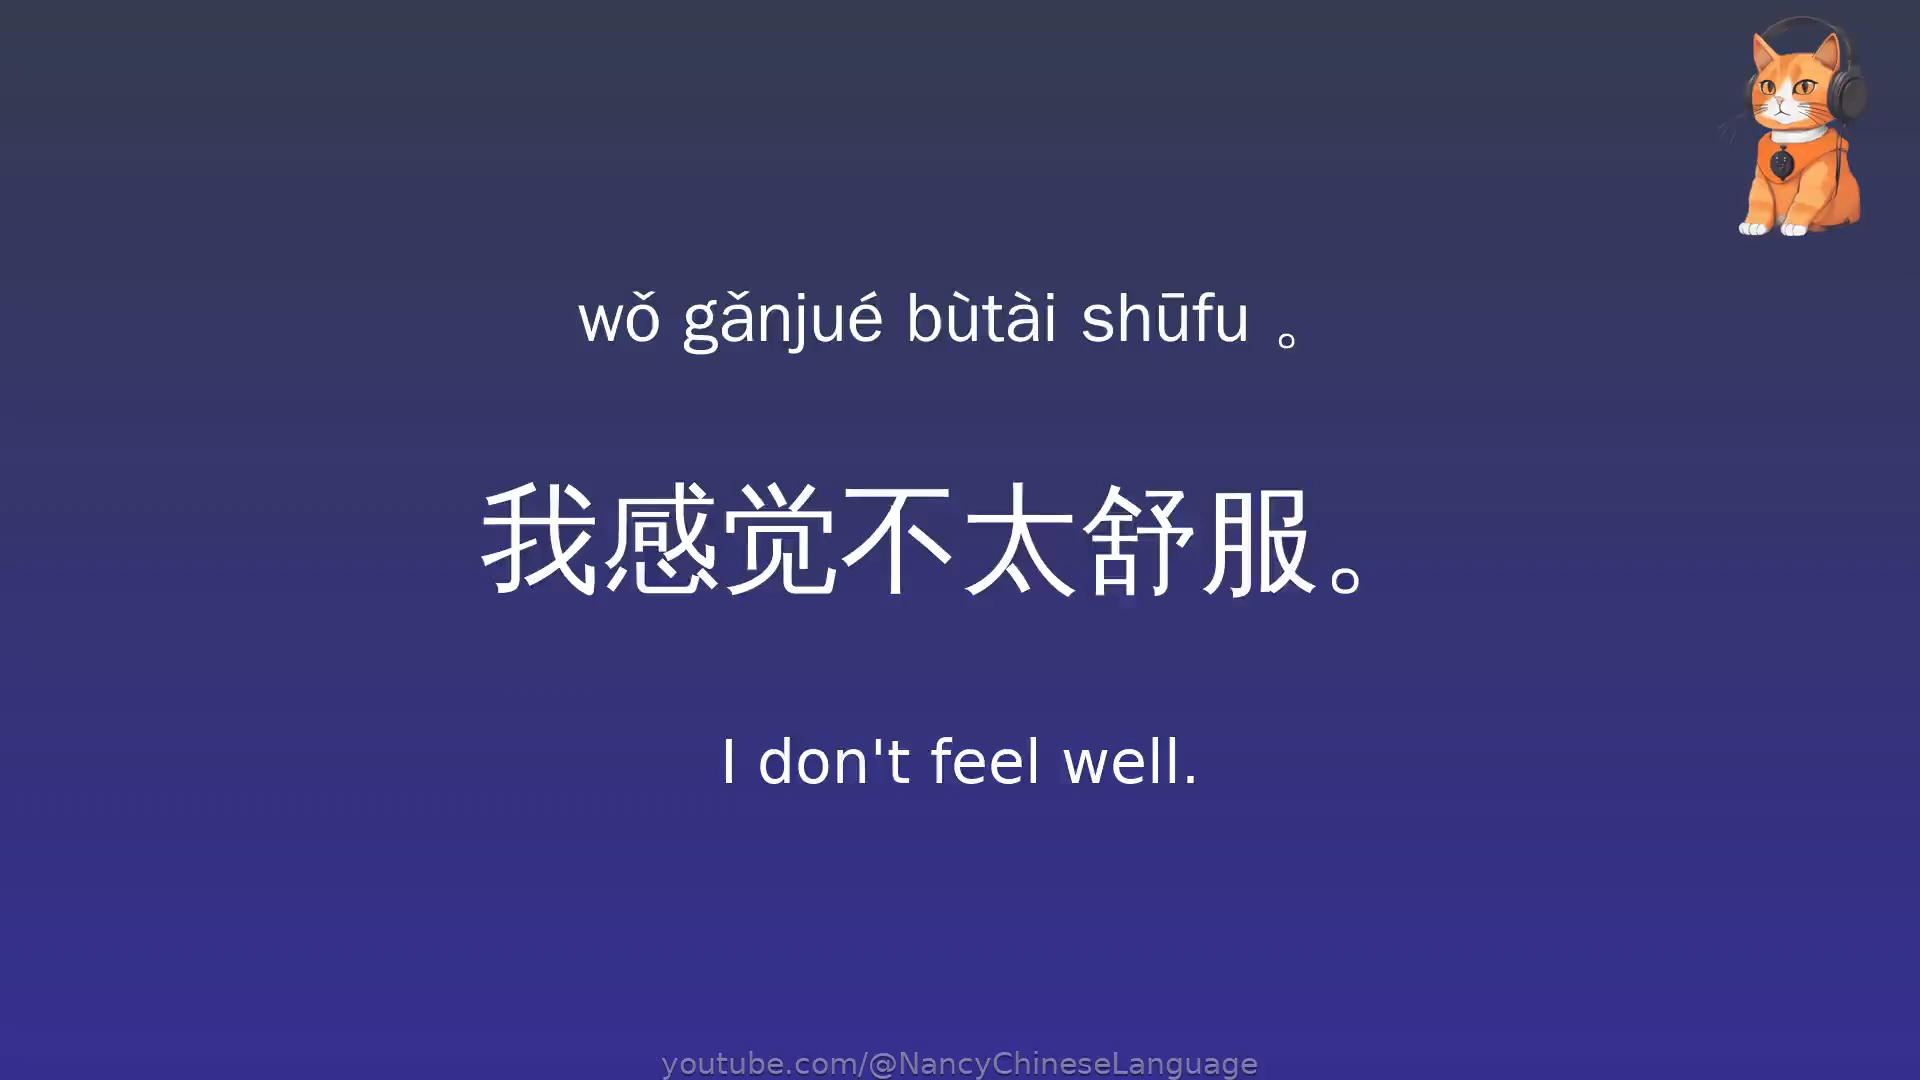 wǒ gǎnjué bùtài shūfu 。
我感觉不太舒服。
I don't feel well.
youtube.com/@NancyChineseLanguage